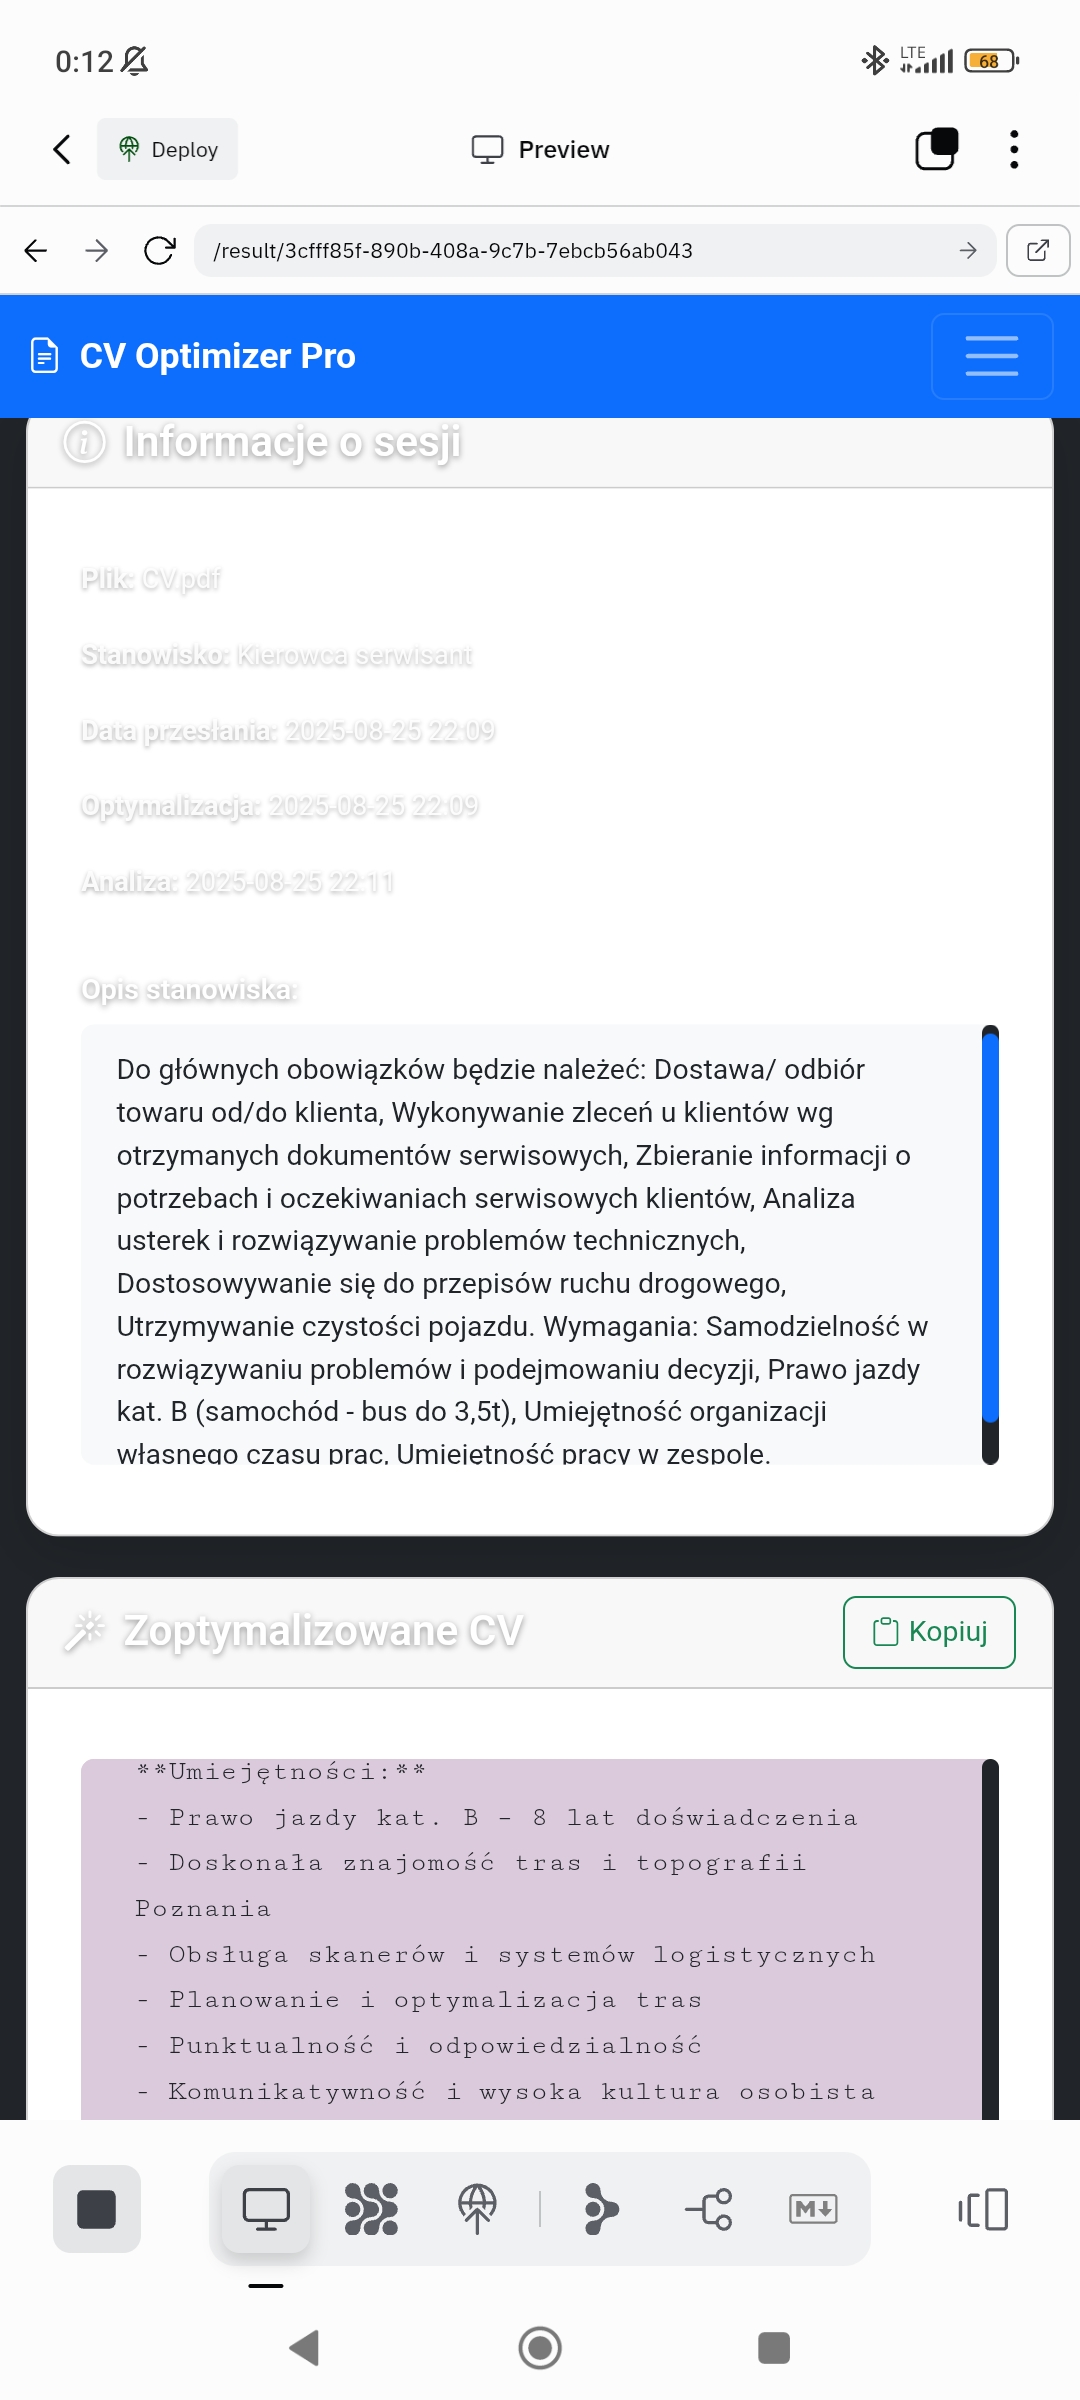 0:12
LTE
68
Deploy
Preview
/result/3cfff85f-890b-408a-9c7b-7ebcb56ab043
CV Optimizer Pro
Informacje o sesji
Plik: CV.pdf
Stanowisko: Kierowca serwisant
Data przesłania: 2025-08-25 22:09
Optymalizacja: 2025-08-25 22:09
Analiza: 2025-08-25 22:11
Opis stanowiska:
Do głównych obowiązków będzie należeć: Dostawa/ odbiór
towaru od/do klienta, Wykonywanie zleceń u klientów wg
otrzymanych dokumentów serwisowych, Zbieranie informacji o
potrzebach i oczekiwaniach serwisowych klientów, Analiza
usterek i rozwiązywanie problemów technicznych,
Dostosowywanie się do przepisów ruchu drogowego,
Utrzymywanie czystości pojazdu. Wymagania: Samodzielność w
rozwiązywaniu problemów i podejmowaniu decyzji, Prawo jazdy
kat. B (samochód - bus do 3,5t), Umiejętność organizacji
własnego czasu prac, Umiejętność pracy w zespole.
Zoptymalizowane CV
Kopiuj
**Umiejętności:**
- Prawo jazdy kat. B – 8 lat doświadczenia
- Doskonała znajomość tras i topografii
Poznania
- Obsługa skanerów i systemów logistycznych
- Planowanie i optymalizacja tras
- Punktualność i odpowiedzialność
- Komunikatywność i wysoka kultura osobista
M